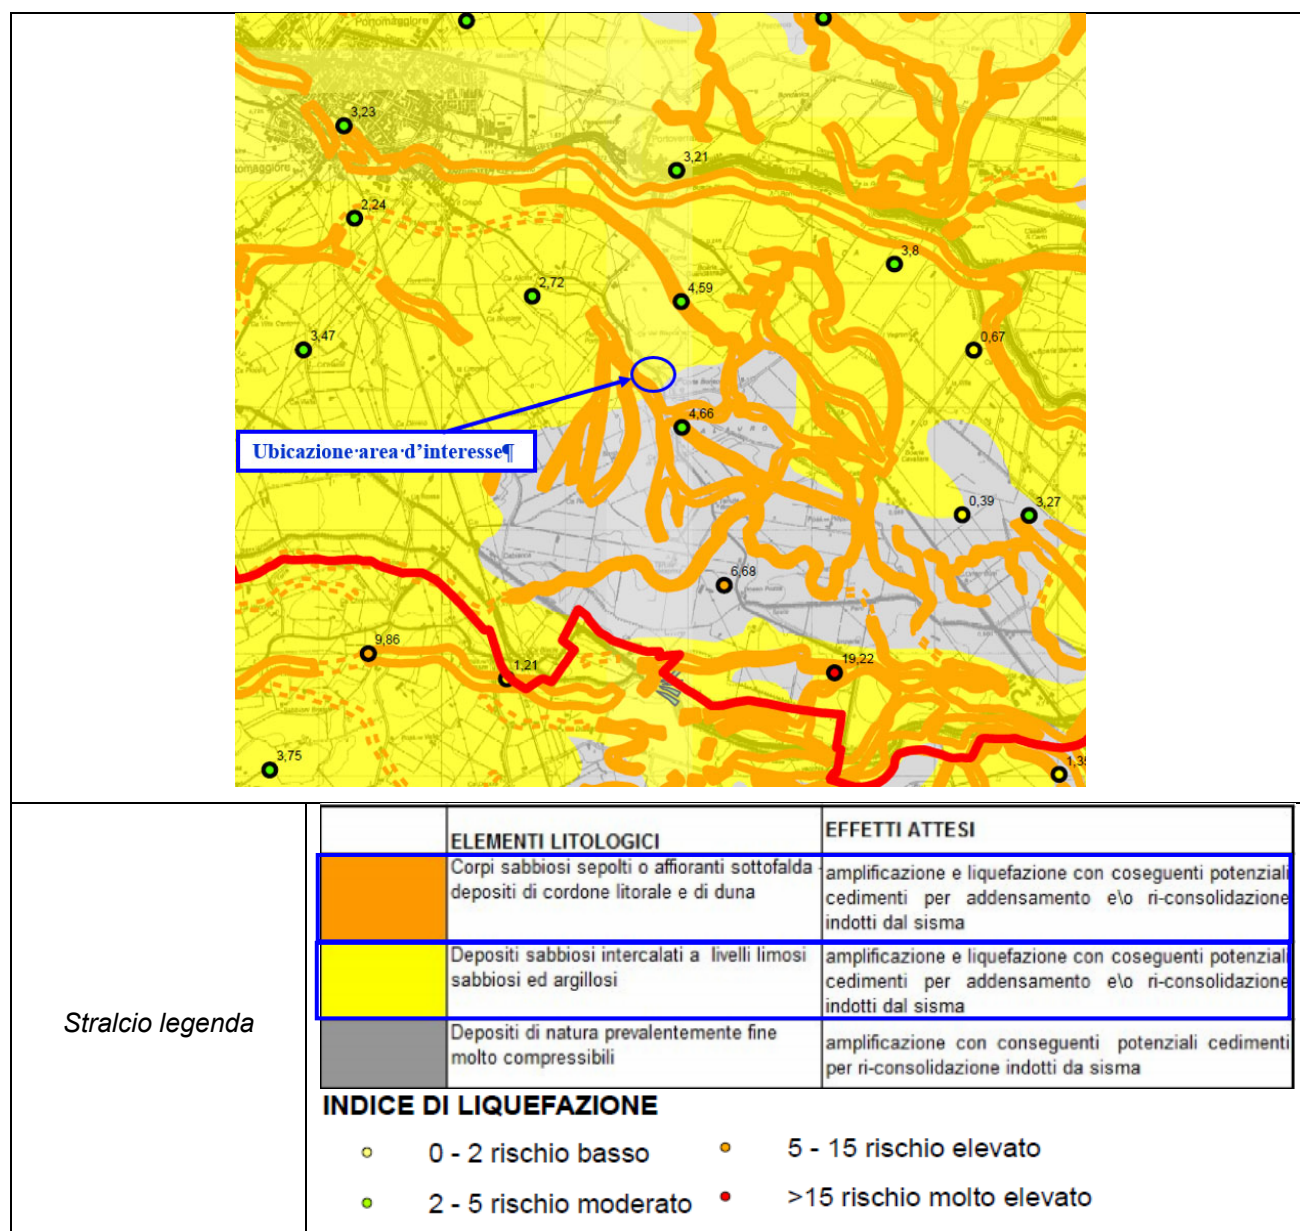 Portomaggiore
3,23
3,21
tomaggiore
2,24
3,8
2,72
4,59
3,47
0,67
4,66
Ubicazione·area·d'interesse¶
0,39
3,27
6,68
9,86
1,21
19,22
3,75
1,35
Stralcio legenda
ELEMENTI LITOLOGICI
EFFETTI ATTESI
Corpi sabbiosi sepolti o affioranti sottofalda -
depositi di cordone litorale e di duna
amplificazione e liquefazione con coseguenti potenziali
cedimenti per addensamento e\o ri-consolidazione
indotti dal sisma
Depositi sabbiosi intercalati a livelli limosi
sabbiosi ed argillosi
amplificazione e liquefazione con coseguenti potenziali
cedimenti per addensamento e\o ri-consolidazione
indotti dal sisma
Depositi di natura prevalentemente fine
molto compressibili
amplificazione con conseguenti potenziali cedimenti
per ri-consolidazione indotti da sisma
INDICE DI LIQUEFAZIONE
0 - 2 rischio basso
5 - 15 rischio elevato
2 - 5 rischio moderato
>15 rischio molto elevato